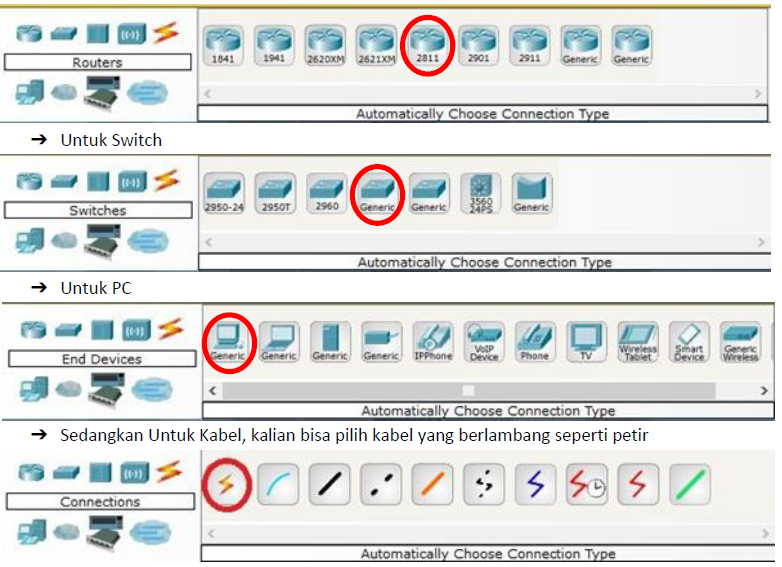 1841 1941 2620XM 2621XM 2811 2901 2911 Generic Generic
Routers
Automatically Choose Connection Type
➔ Untuk Switch
2950-24 2950T 2960 Generic Generic 3560 24PS Generic
Switches
Automatically Choose Connection Type
➔ Untuk PC
Generic Generic Generic Generic IPPhone VoIP Device Phone TV Wireless Tablet Smart Device Generic Wireless
End Devices
Automatically Choose Connection Type
➔ Sedangkan Untuk Kabel, kalian bisa pilih kabel yang berlambang seperti petir
Connections
Automatically Choose Connection Type